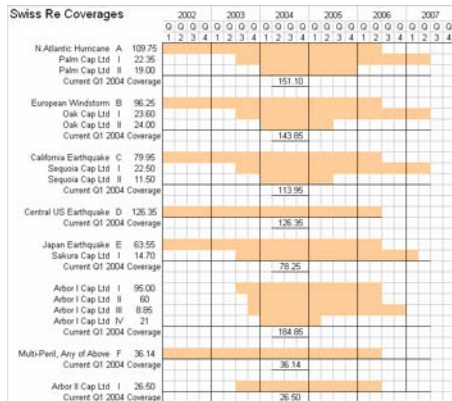 Swiss Re Coverages 2002 2003 2004 2005 2006 2007
Q Q Q Q Q Q Q Q Q Q Q Q Q Q Q Q Q Q Q Q Q Q
1 2 3 4 1 2 3 4 1 2 3 4 1 2 3 4 1 2 3 4 1 2
N.Atlantic Hurricane A 109.75
Palm Cap Ltd I 22.35
Palm Cap Ltd II 19.00
Current Q1 2004 Coverage 151.10
European Windstorm B 96.25
Oak Cap Ltd I 23.60
Oak Cap Ltd II 24.00
Current Q1 2004 Coverage 143.85
California Earthquake C 79.95
Sequoia Cap Ltd I 22.50
Sequoia Cap Ltd II 11.50
Current Q1 2004 Coverage 113.95
Central US Earthquake D 126.35
Current Q1 2004 Coverage 126.35
Japan Earthquake E 63.55
Sakura Cap Ltd I 14.70
Current Q1 2004 Coverage 78.25
Arbor I Cap Ltd I 95.00
Arbor I Cap Ltd II 60
Arbor I Cap Ltd III 8.85
Arbor I Cap Ltd IV 21
Current Q1 2004 Coverage 184.85
Multi-Peril, Any of Above F 36.14
Current Q1 2004 Coverage 36.14
Arbor II Cap Ltd I 26.50
Current Q1 2004 Coverage 26.50